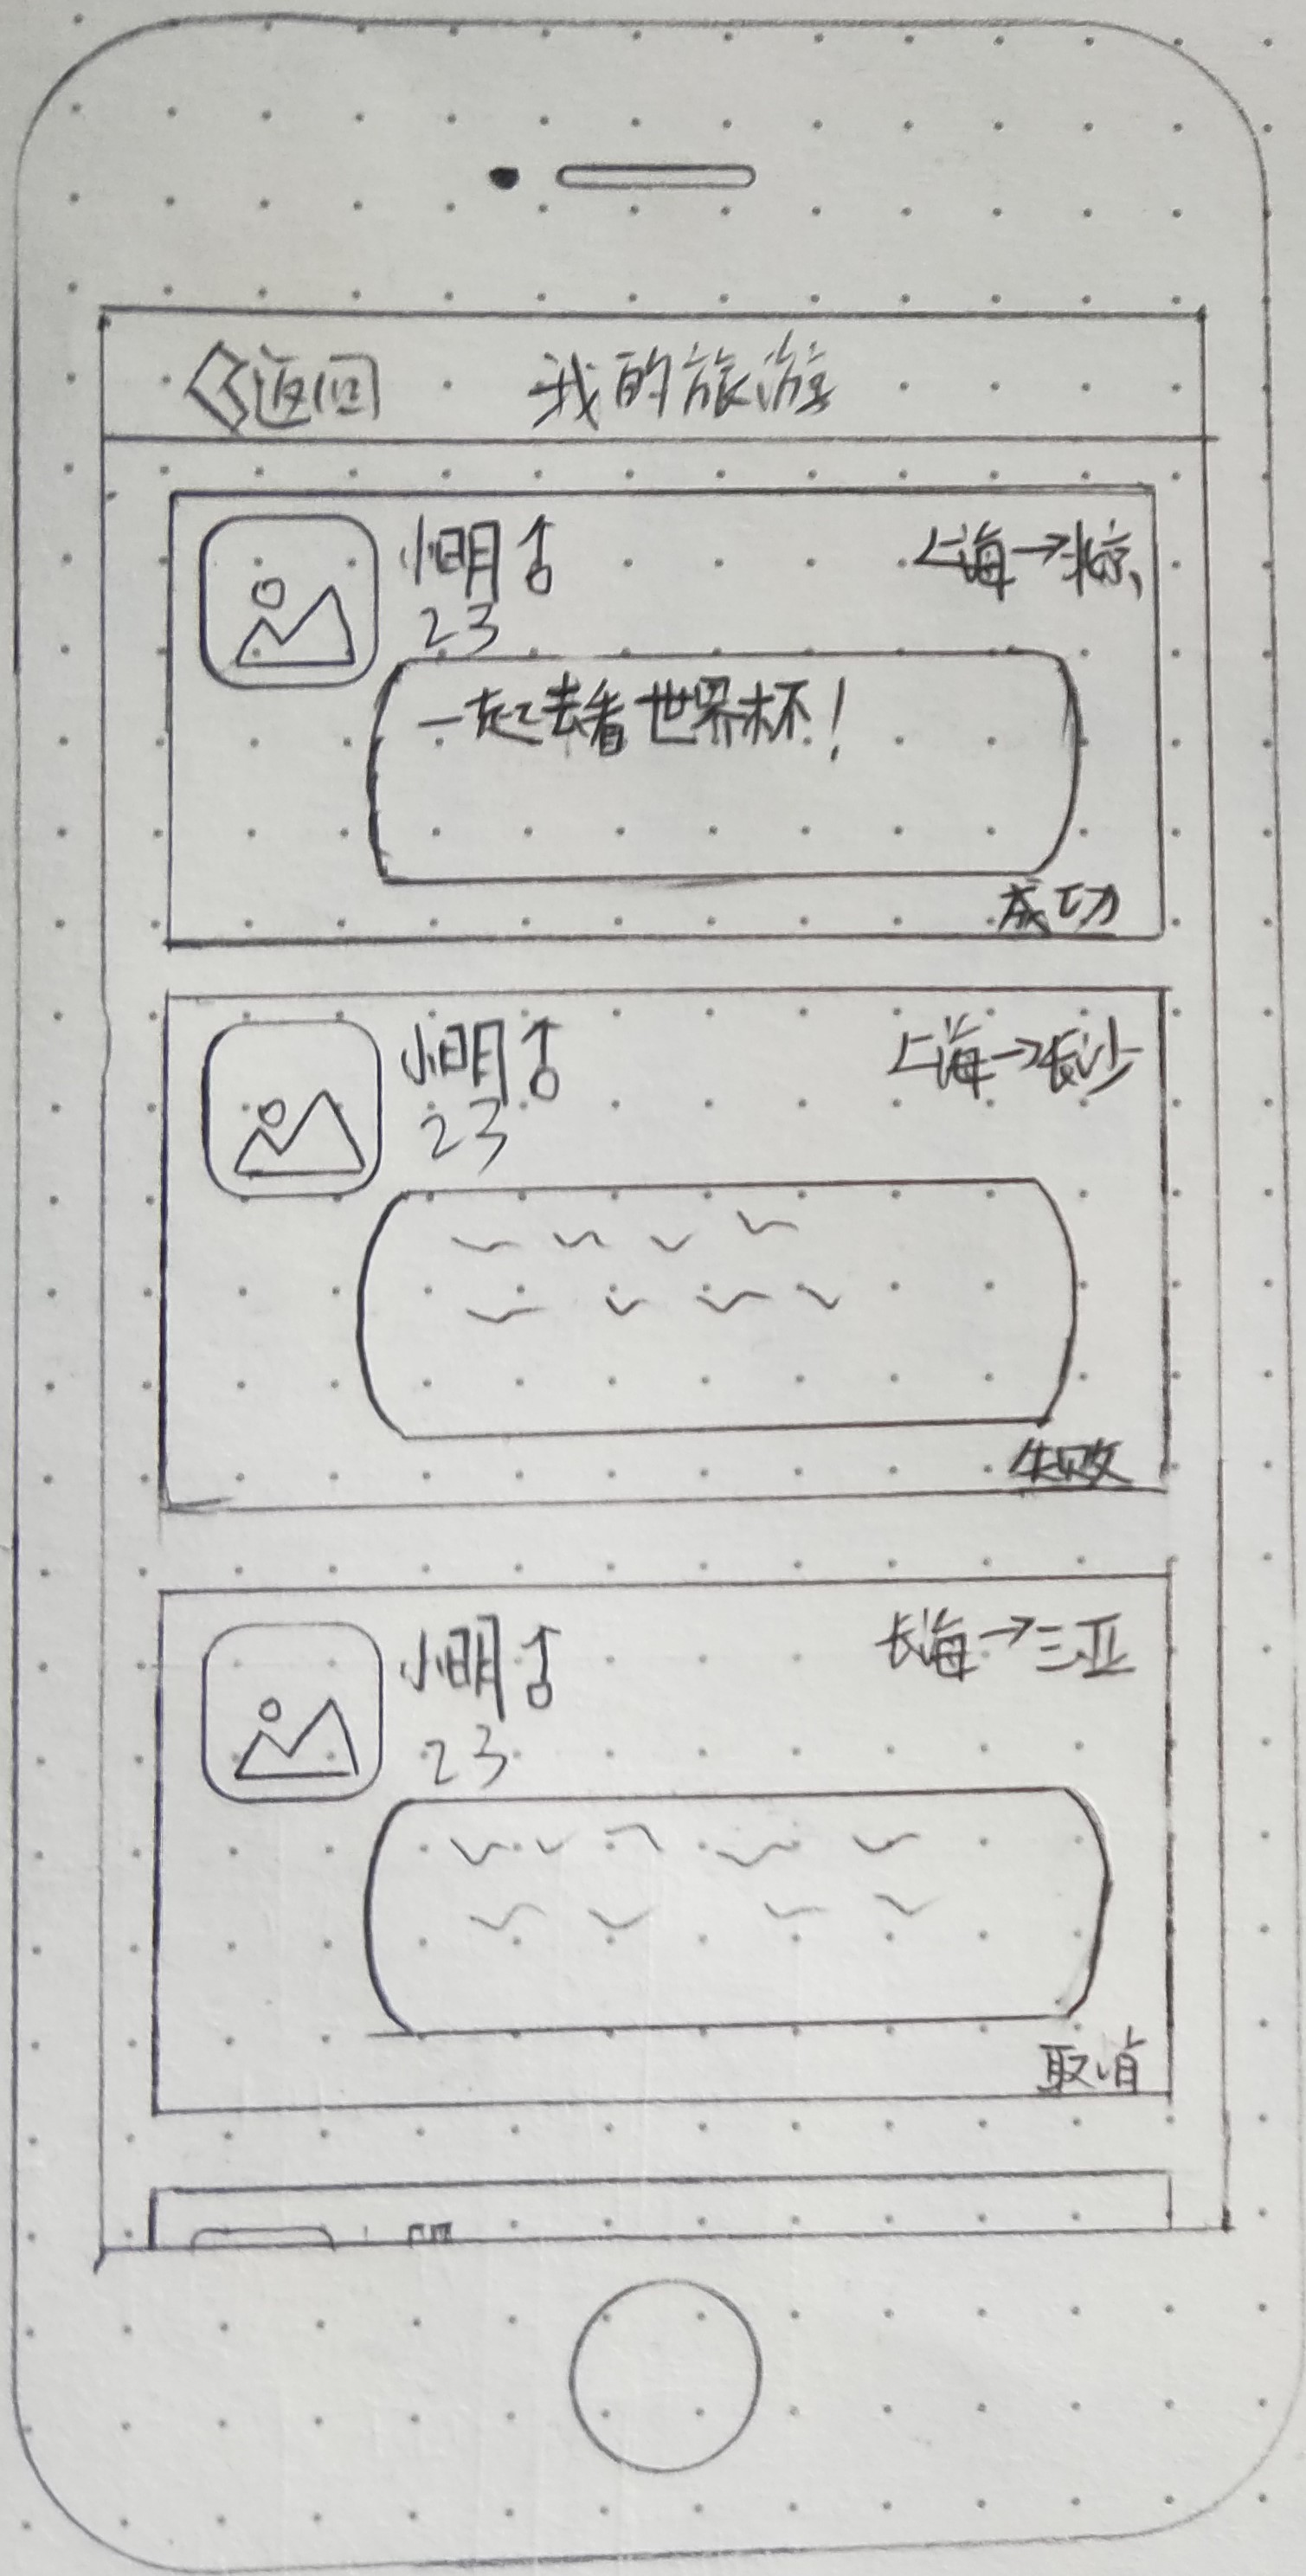 返回 我的旅游
小明♂ 上海→北京
23
一起去看世界杯!
成功
小明♂ 上海→长沙
23
失败
小明♂ 长海→三亚
23
取消